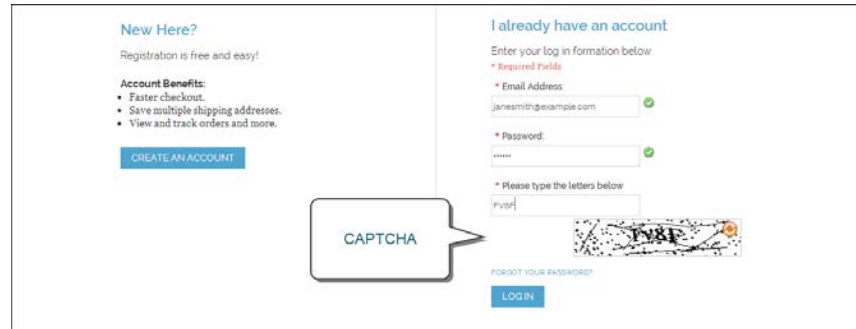 New Here?
Registration is free and easy!
Account Benefits:
• Faster checkout.
• Save multiple shipping addresses.
• View and track orders and more.
CREATE AN ACCOUNT
I already have an account
Enter your log in formation below.
* Required Fields
* Email Address:
janesmith@example.com
* Password:
••••••
* Please type the letters below
FV8F
CAPTCHA
FV8F
FORGOT YOUR PASSWORD?
LOG IN